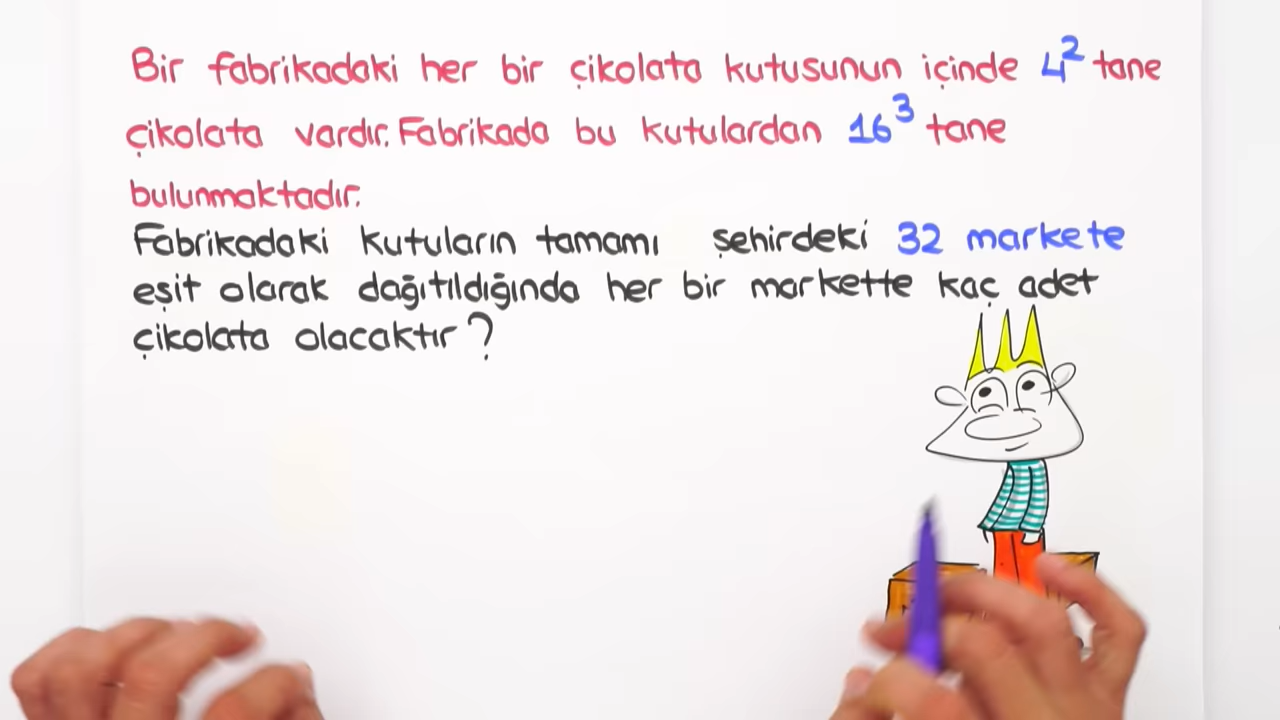 Bir fabrikadaki her bir çikolata kutusunun içinde 4² tane
çikolata vardır. Fabrikada bu kutulardan 16³ tane
bulunmaktadır.
Fabrikadaki kutuların tamamı şehirdeki 32 markete
eşit olarak dağıtıldığında her bir markette kaç adet
çikolata olacaktır?